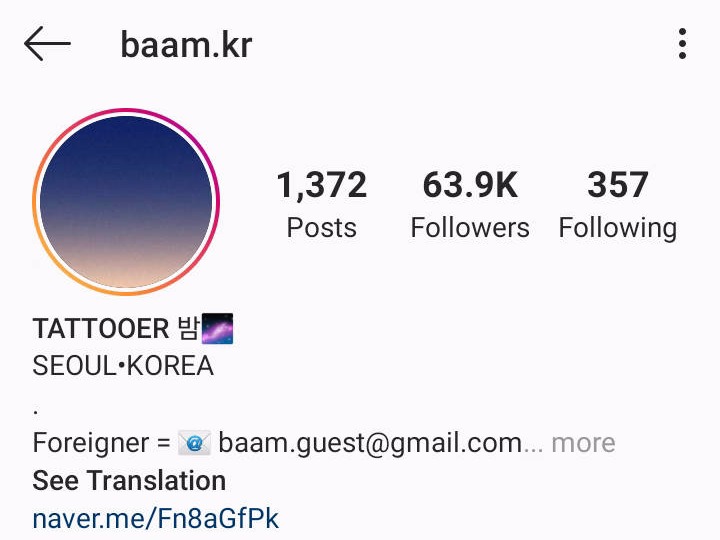 baam.kr
1,372 63.9K 357
Posts Followers Following
TATTOOER 밤🌌
SEOUL•KOREA
.
Foreigner = 📧 baam.guest@gmail.com... more
See Translation
naver.me/Fn8aGfPk